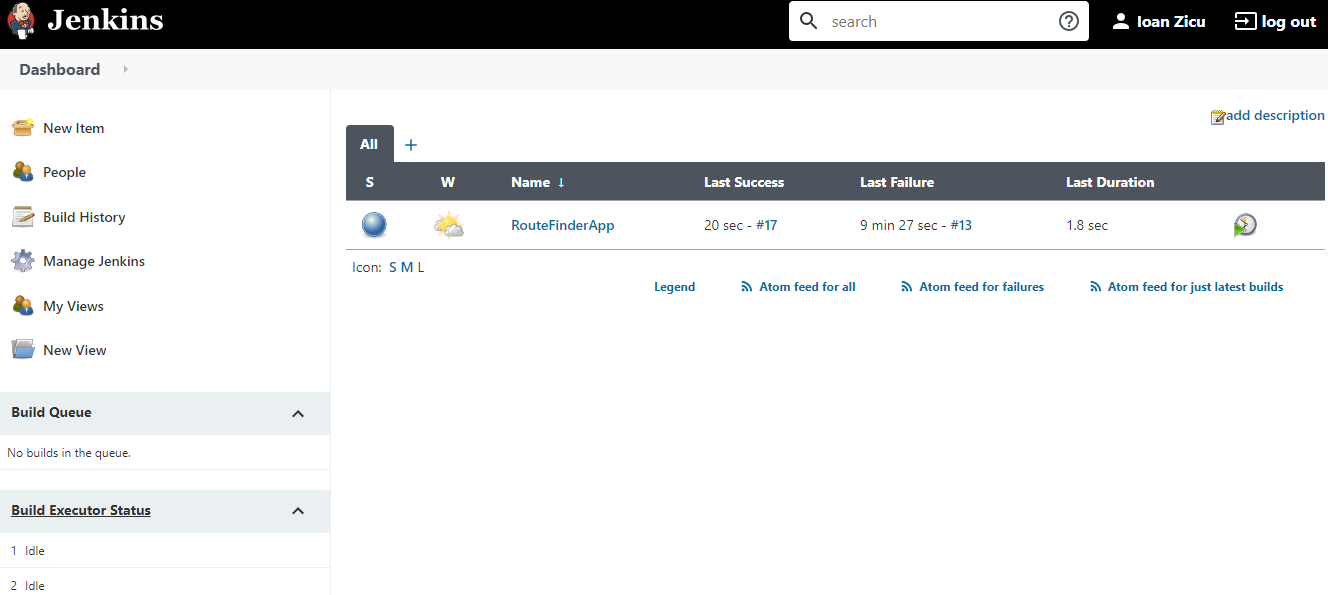 Jenkins
search
Ioan Zicu
log out
Dashboard
New Item
People
Build History
Manage Jenkins
My Views
New View
Build Queue
No builds in the queue.
Build Executor Status
1 Idle
2 Idle
add description
All +
S W Name ↓ Last Success Last Failure Last Duration
RouteFinderApp 20 sec - #17 9 min 27 sec - #13 1.8 sec
Icon: S M L
Legend Atom feed for all Atom feed for failures Atom feed for just latest builds